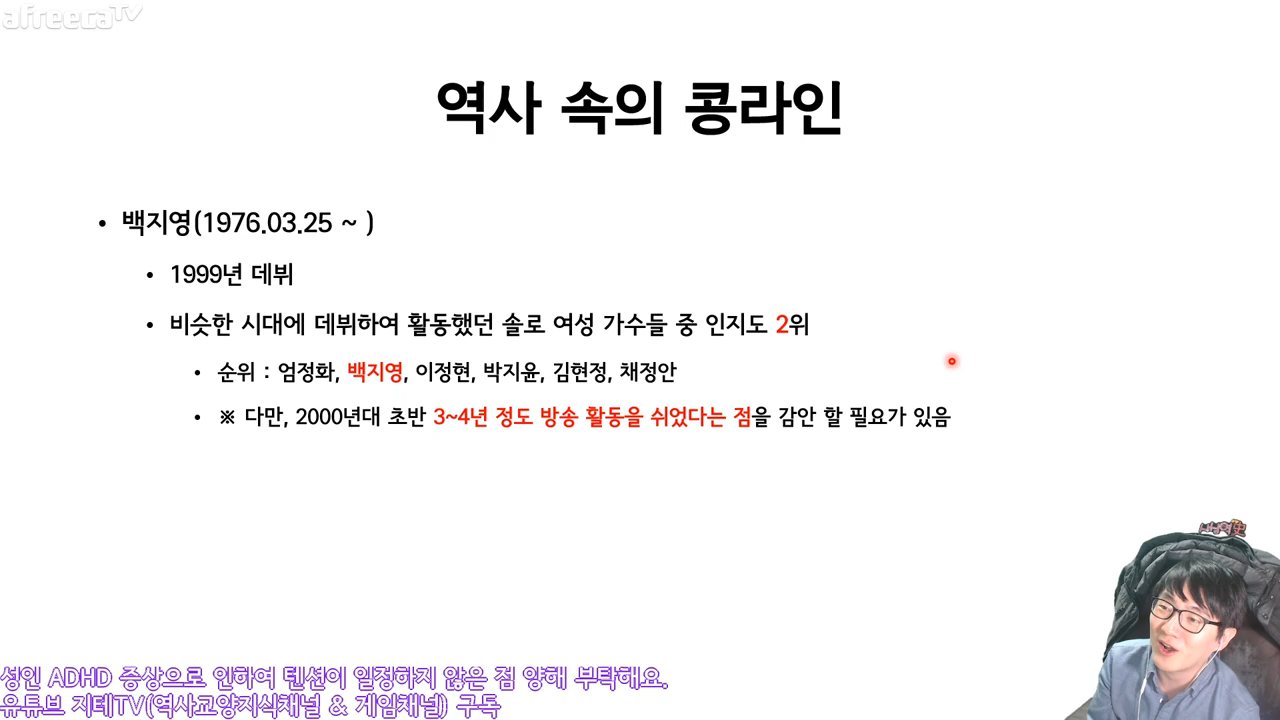 afreecaTV
역사 속의 콩라인
• 백지영(1976.03.25 ~ )
• 1999년 데뷔
• 비슷한 시대에 데뷔하여 활동했던 솔로 여성 가수들 중 인지도 2위
• 순위 : 엄정화, 백지영, 이정현, 박지윤, 김현정, 채정안
• ※ 다만, 2000년대 초반 3~4년 정도 방송 활동을 쉬었다는 점을 감안 할 필요가 있음
성인 ADHD 증상으로 인하여 텐션이 일정하지 않은 점 양해 부탁해요.
유튜브 지테TV(역사교양지식채널 & 게임채널) 구독